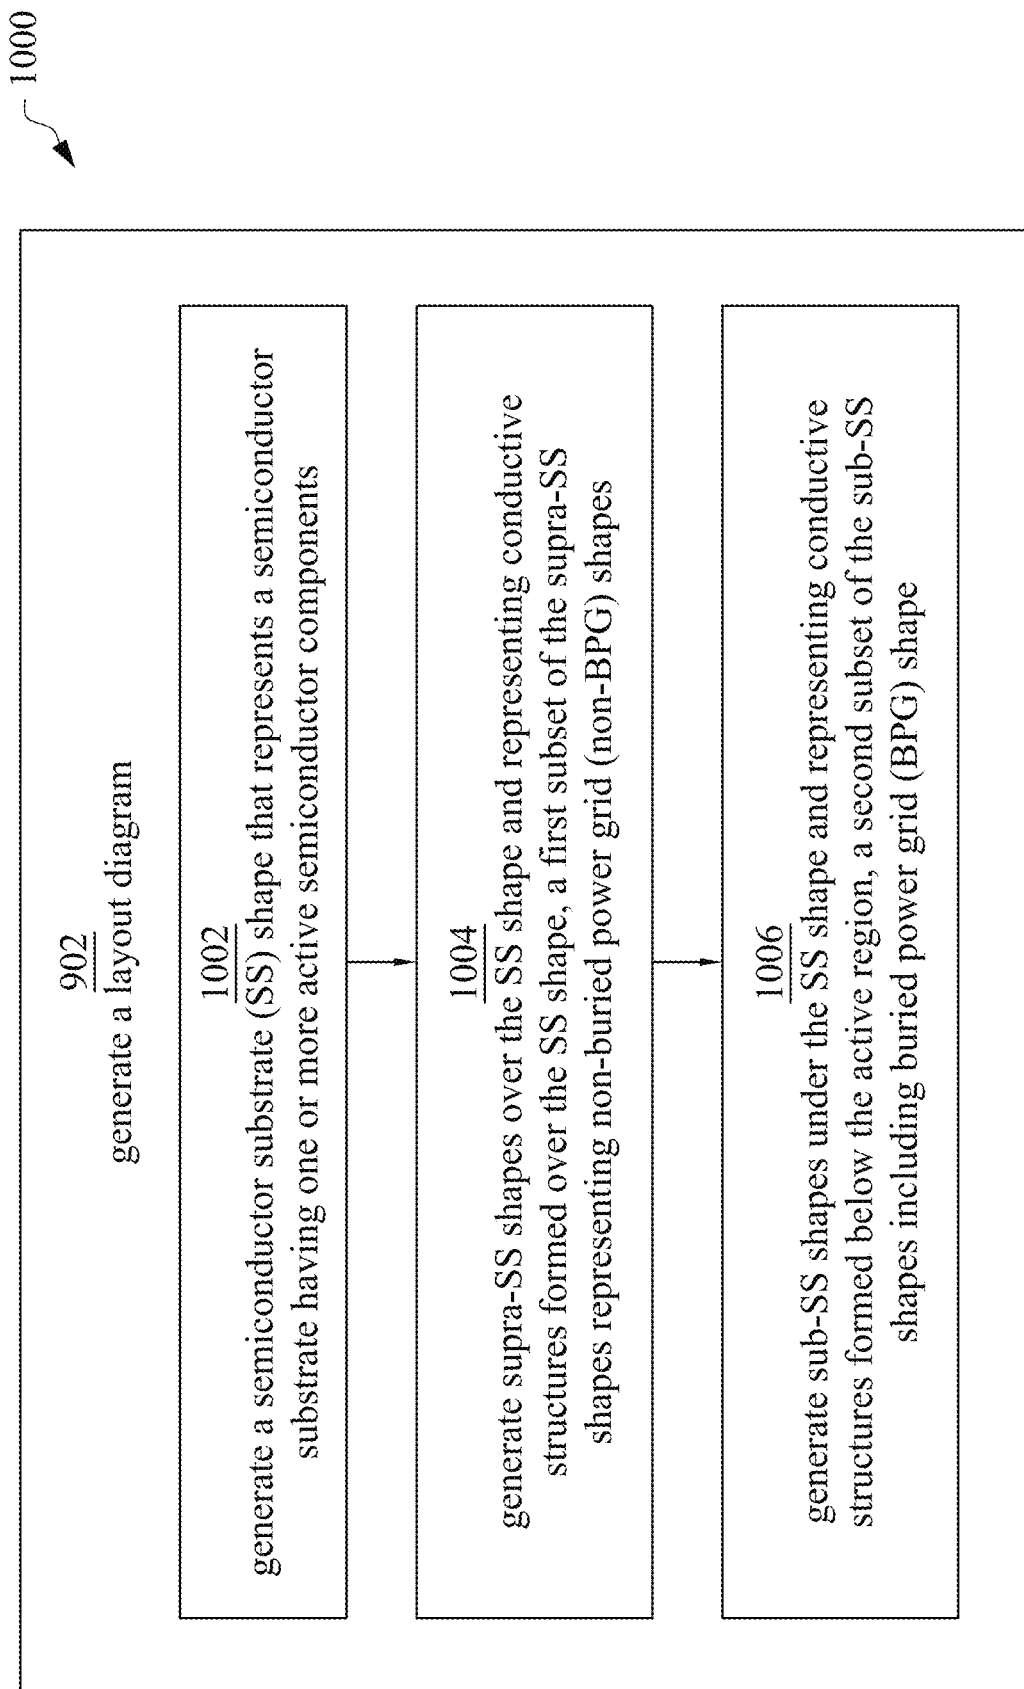 1000
902
generate a layout diagram
1002
generate a semiconductor substrate (SS) shape that represents a semiconductor
substrate having one or more active semiconductor components
1004
generate supra-SS shapes over the SS shape and representing conductive
structures formed over the SS shape, a first subset of the supra-SS
shapes representing non-buried power grid (non-BPG) shapes
1006
generate sub-SS shapes under the SS shape and representing conductive
structures formed below the active region, a second subset of the sub-SS
shapes including buried power grid (BPG) shape